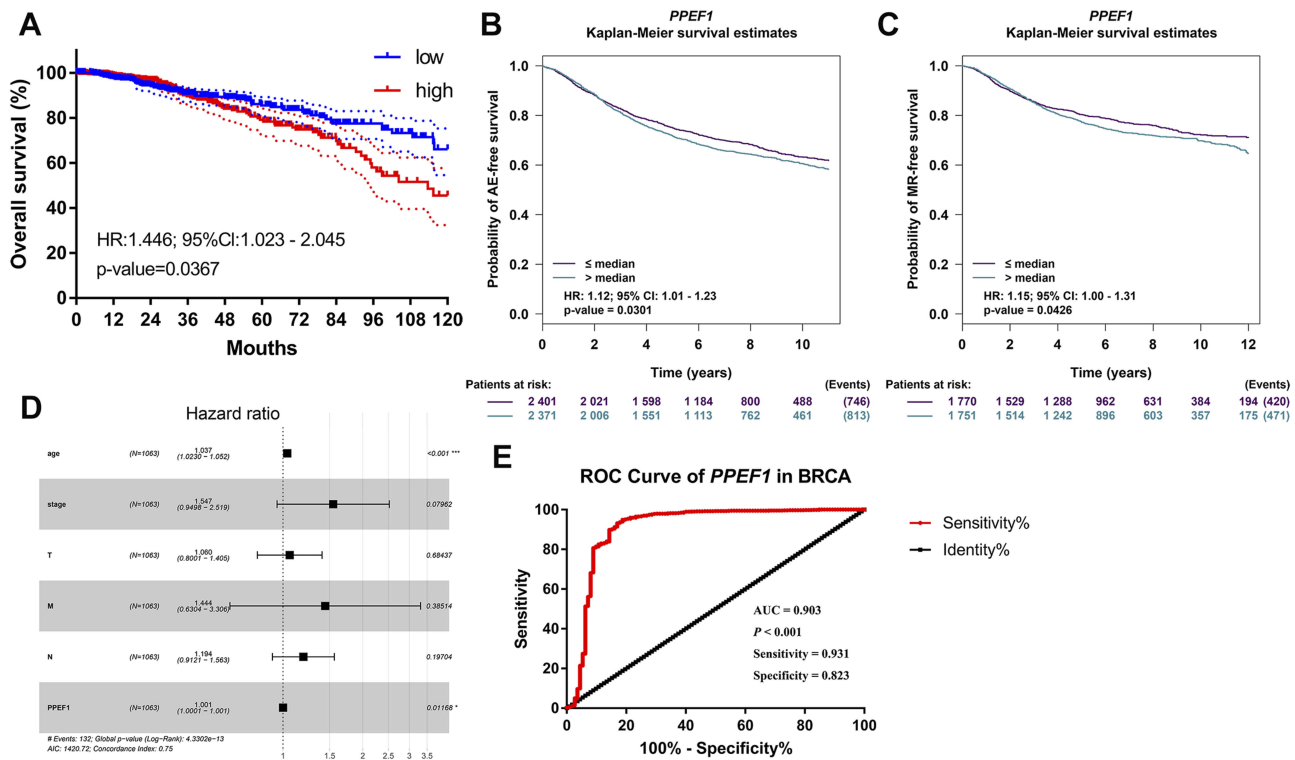 A
low
high
Overall survival (%)
100
80
60
40
20
0
HR:1.446; 95%CI:1.023 - 2.045
p-value=0.0367
0 12 24 36 48 60 72 84 96 108 120
Mouths
B
PPEF1
Kaplan-Meier survival estimates
Probability of AE-free survival
1.0
0.8
0.6
0.4
0.2
0.0
≤ median
> median
HR: 1.12; 95% CI: 1.01 - 1.23
p-value = 0.0301
0 2 4 6 8 10
Time (years)
Patients at risk: (Events)
2 401 2 021 1 598 1 184 800 488 (746)
2 371 2 006 1 551 1 113 762 461 (813)
C
PPEF1
Kaplan-Meier survival estimates
Probability of MR-free survival
1.0
0.8
0.6
0.4
0.2
0.0
≤ median
> median
HR: 1.15; 95% CI: 1.00 - 1.31
p-value = 0.0426
0 2 4 6 8 10 12
Time (years)
Patients at risk: (Events)
1 770 1 529 1 288 962 631 384 194 (420)
1 751 1 514 1 242 896 603 357 175 (471)
D
Hazard ratio
age (N=1063) 1.037 <0.001 ***
(1.0230 – 1.052)
stage (N=1063) 1.547 0.07962
(0.9498 – 2.519)
T (N=1063) 1.060 0.68437
(0.8001 – 1.405)
M (N=1063) 1.444 0.38514
(0.6304 – 3.306)
N (N=1063) 1.194 0.19704
(0.9121 – 1.563)
PPEF1 (N=1063) 1.001 0.01168 *
(1.0001 – 1.001)
# Events: 132; Global p-value (Log-Rank): 4.3302e-13
AIC: 1420.72; Concordance Index: 0.75
1 1.5 2 2.5 3 3.5
E
ROC Curve of PPEF1 in BRCA
Sensitivity
100
80
60
40
20
0
Sensitivity%
Identity%
AUC = 0.903
P < 0.001
Sensitivity = 0.931
Specificity = 0.823
0 20 40 60 80 100
100% - Specificity%